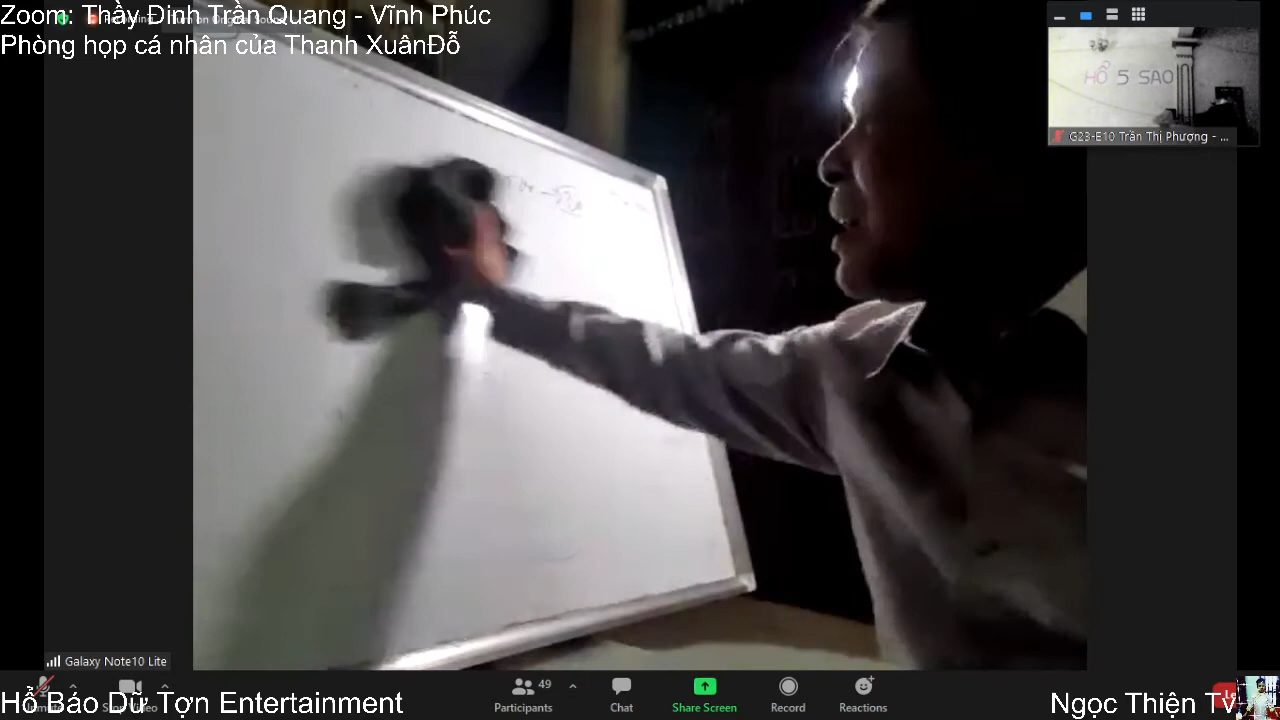 Zoom: Thầy Đinh Trần Quang - Vĩnh Phúc
Phòng họp cá nhân của Thanh XuânĐỗ
HỔ 5 SAO
G23-E10 Trần Thị Phượng - ...
Galaxy Note10 Lite
Hổ Báo Dữ Tợn Entertainment
49
Participants
Chat
Share Screen
Record
Reactions
Ngọc Thiện Tv